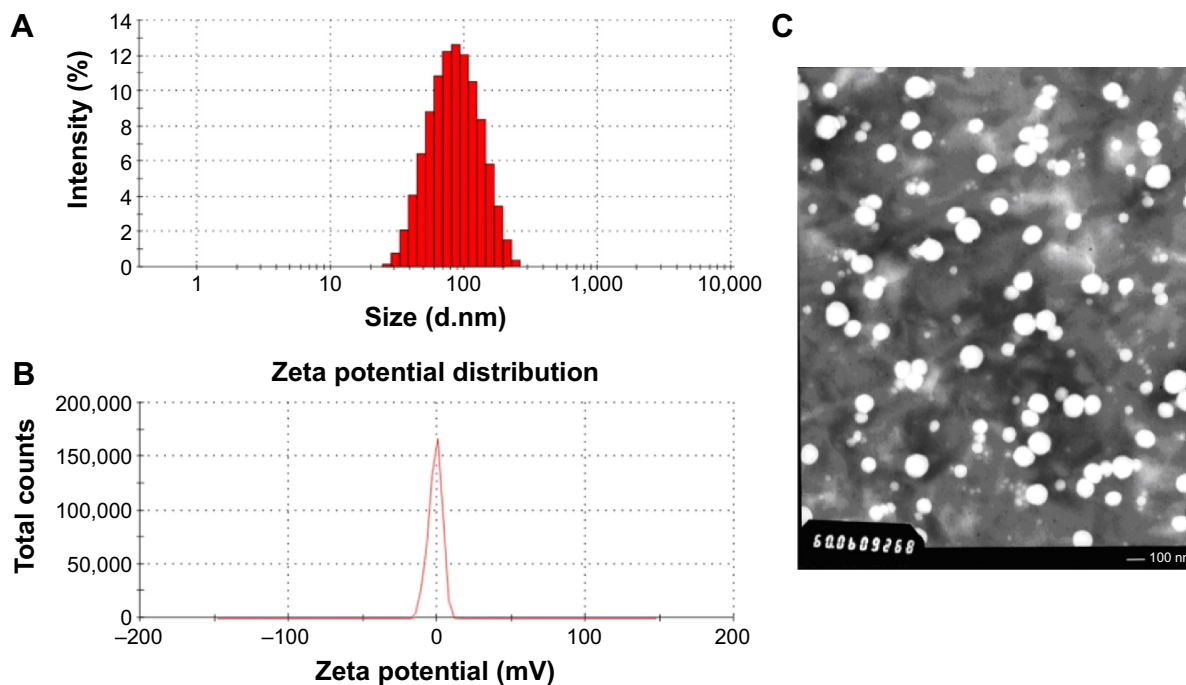 A
Intensity (%)
14
12
10
8
6
4
2
0
1
10
100
1,000
10,000
Size (d.nm)
B
Zeta potential distribution
Total counts
200,000
150,000
100,000
50,000
0
–200
–100
0
100
200
Zeta potential (mV)
C
60.0609268
100 nm